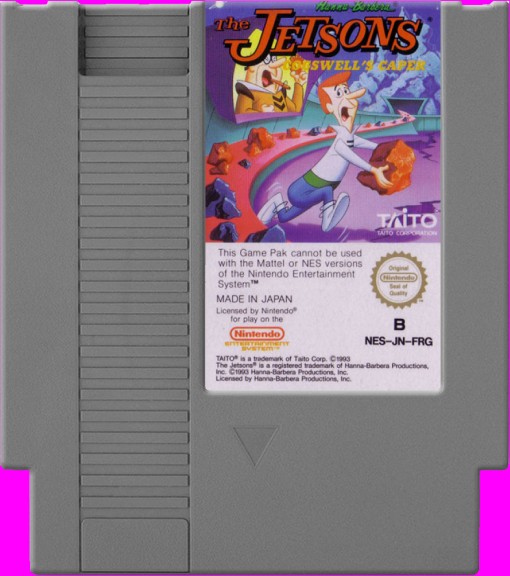 Hanna-Barbera
The
JETSONS®
COGSWELL'S CAPER
TAITO
TAITO CORPORATION
This Game Pak cannot be used
with the Mattel or NES versions
of the Nintendo Entertainment
System™
MADE IN JAPAN
Licensed by Nintendo®
for play on the
Nintendo
ENTERTAINMENT
SYSTEM™
Original
Nintendo
Seal of
Quality
B
NES-JN-FRG
TAITO® is a trademark of Taito Corp. ©1993
The Jetsons® is a registered trademark of Hanna-Barbera Productions,
Inc. ©1993 Hanna-Barbera Productions, Inc.
Licensed by Hanna-Barbera Productions, Inc.